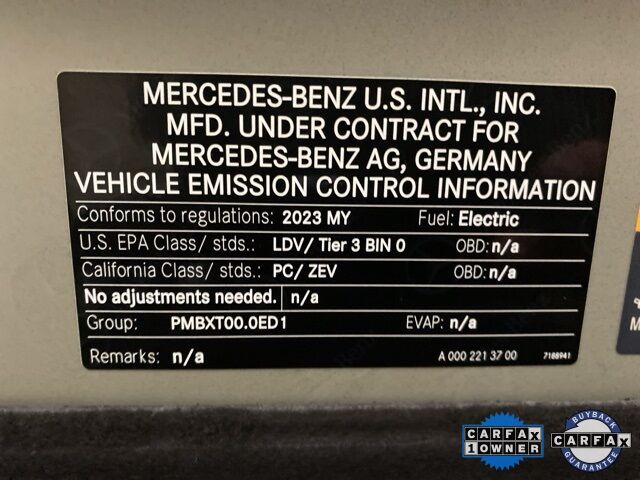 MERCEDES-BENZ U.S. INTL., INC.
MFD. UNDER CONTRACT FOR
MERCEDES-BENZ AG, GERMANY
VEHICLE EMISSION CONTROL INFORMATION
Conforms to regulations: 2023 MY Fuel: Electric
U.S. EPA Class/ stds.: LDV/ Tier 3 BIN 0 OBD: n/a
California Class/ stds.: PC/ ZEV OBD: n/a
No adjustments needed. n/a
Group: PMBXT00.0ED1 EVAP: n/a
Remarks: n/a A 000 221 37 00 7188941
CARFAX
1 OWNER
BUYBACK
CARFAX
GUARANTEE